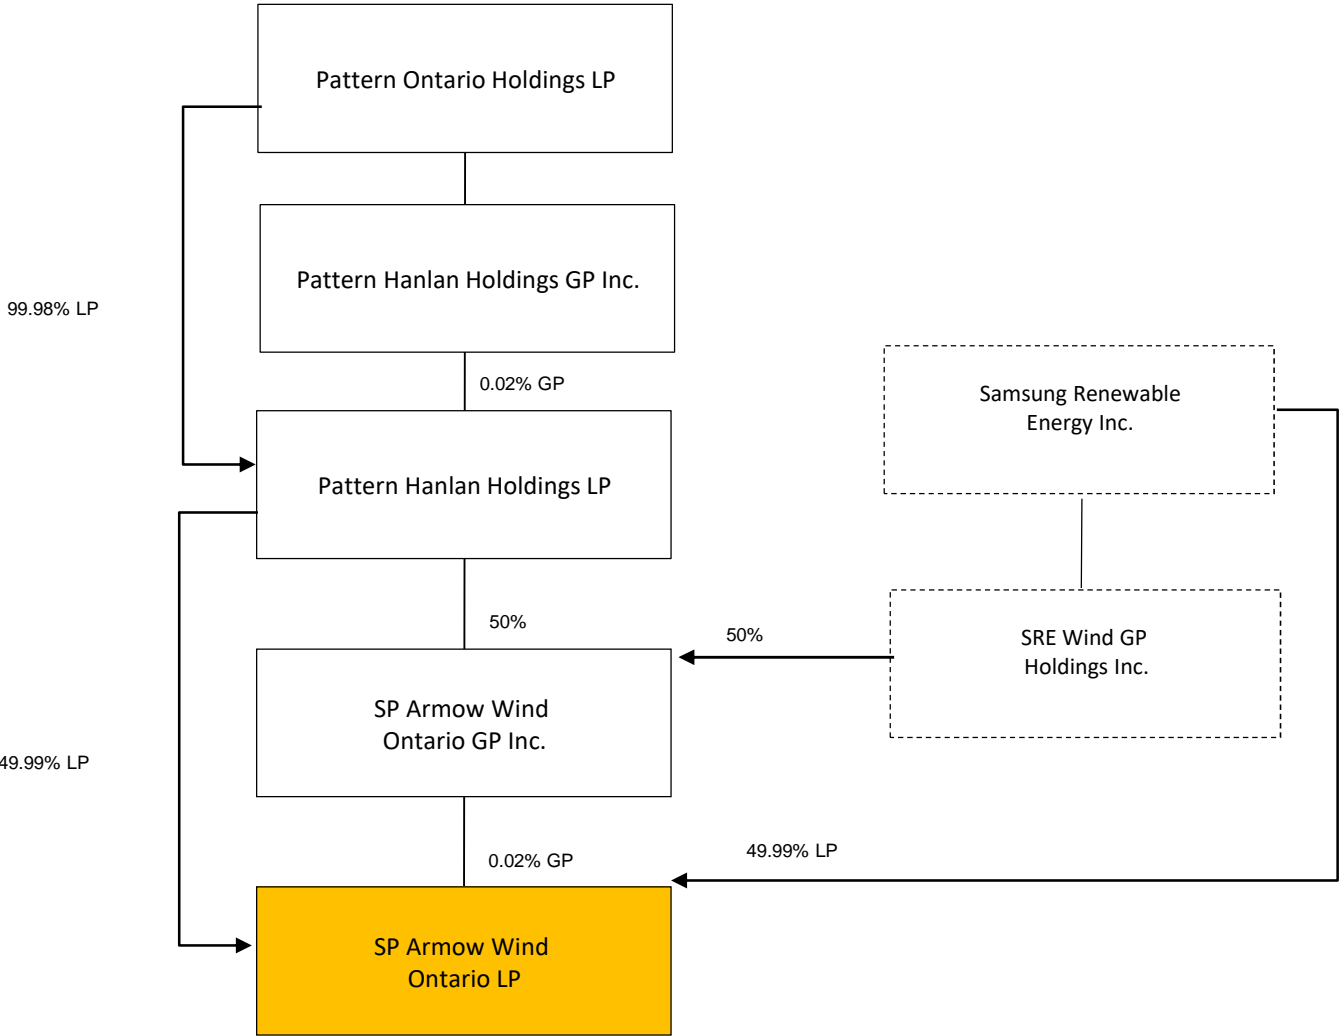 Pattern Ontario Holdings LP
Pattern Hanlan Holdings GP Inc.
99.98% LP
0.02% GP
Samsung Renewable
Energy Inc.
Pattern Hanlan Holdings LP
50%
50%
SRE Wind GP
Holdings Inc.
SP Armow Wind
Ontario GP Inc.
49.99% LP
0.02% GP
49.99% LP
SP Armow Wind
Ontario LP